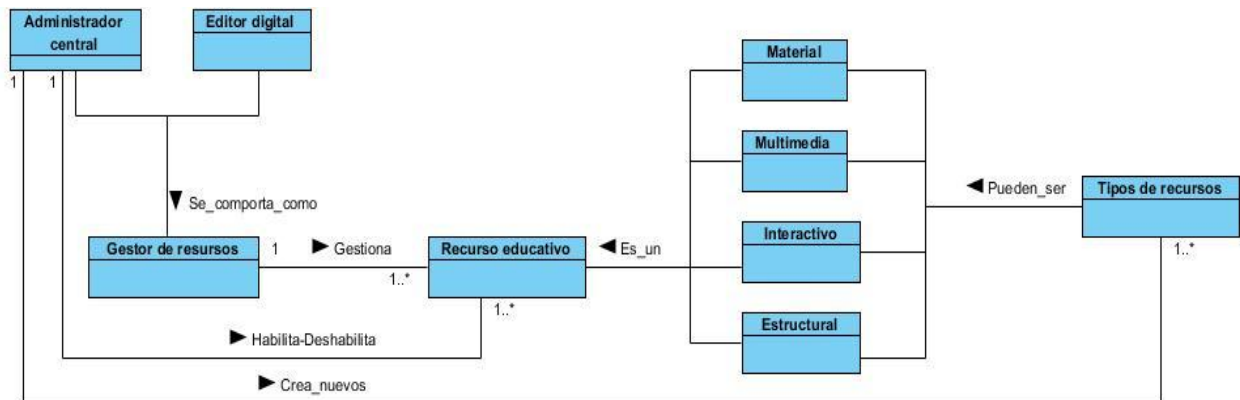 Administrador
central
Editor digital
1
1
Material
Multimedia
Pueden_ser
Tipos de recursos
Se_comporta_como
Gestor de resursos
1
Gestiona
1..*
Recurso educativo
Es_un
Interactivo
1..*
1..*
Estructural
Habilita-Deshabilita
Crea_nuevos